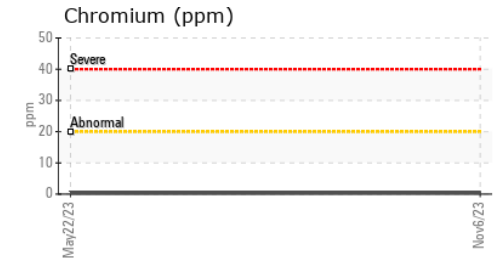 Chromium (ppm)
50
Severe
40
30
ppm
Abnormal
20
10
0
May22/23
Nov6/23